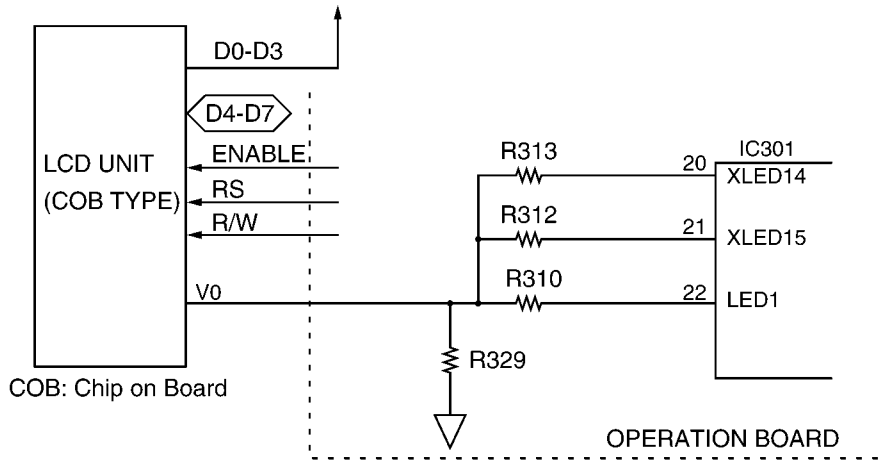 D0-D3
D4-D7
LCD UNIT
(COB TYPE)
ENABLE
RS
R/W
V0
COB: Chip on Board
R313
R312
R310
R329
IC301
20
XLED14
21
XLED15
22
LED1
OPERATION BOARD